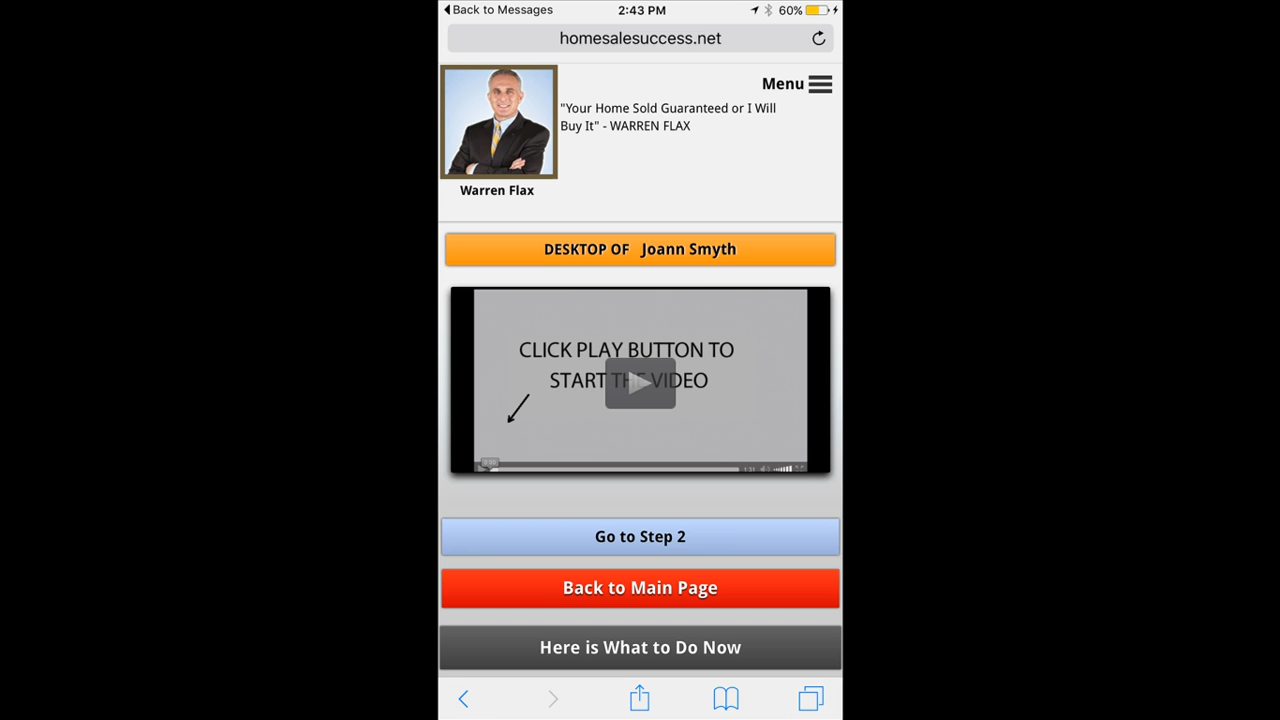 Back to Messages
2:43 PM
60%
homesalesuccess.net
Menu
"Your Home Sold Guaranteed or I Will
Buy It" - WARREN FLAX
Warren Flax
DESKTOP OF Joann Smyth
CLICK PLAY BUTTON TO
START THE VIDEO
Go to Step 2
Back to Main Page
Here is What to Do Now